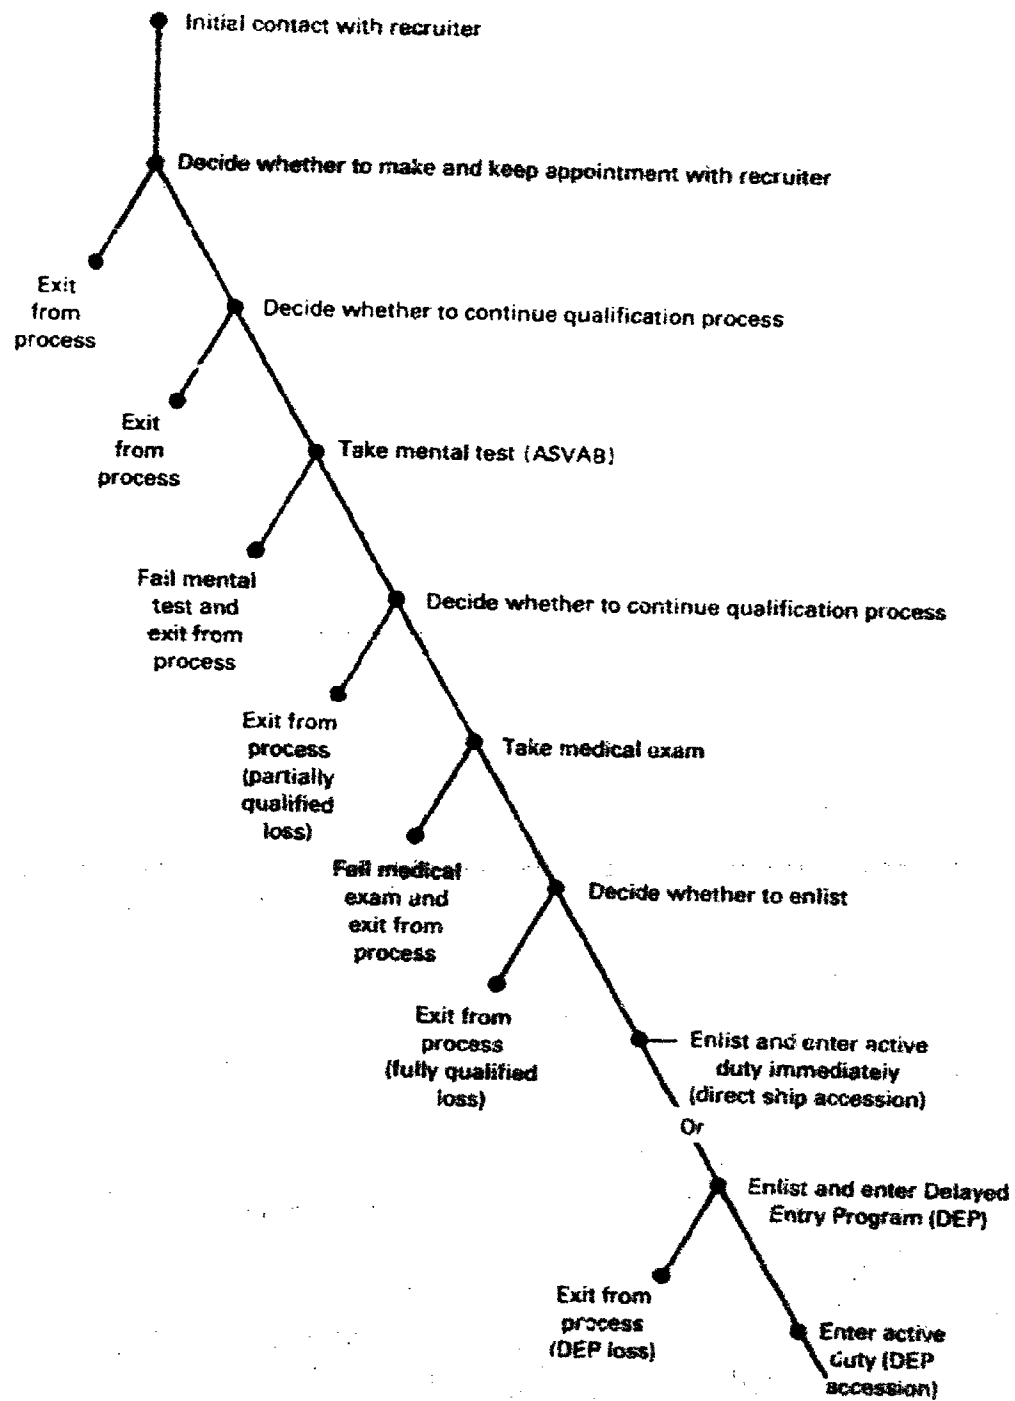 Initial contact with recruiter
Decide whether to make and keep appointment with recruiter
Exit
from
process
Decide whether to continue qualification process
Exit
from
process
Take mental test (ASVAB)
Fail mental
test and
exit from
process
Decide whether to continue qualification process
Exit from
process
(partially
qualified
loss)
Take medical exam
Fail medical
exam and
exit from
process
Decide whether to enlist
Exit from
process
(fully qualified
loss)
Enlist and enter active
duty immediately
(direct ship accession)
Or
Enlist and enter Delayed
Entry Program (DEP)
Exit from
process
(DEP loss)
Enter active
duty (DEP
accession)